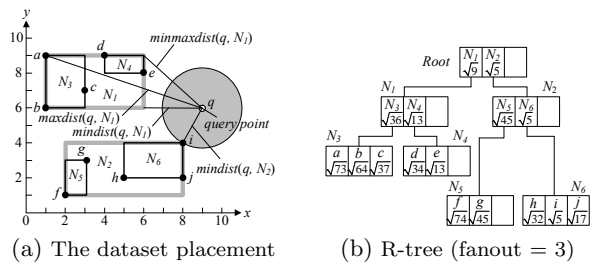 y
10
8
6
4
2
0
2
4
6
8
10
x
a
d
b
c
e
N₃
N₄
N₁
minmaxdist(q, N₁)
maxdist(q, N₁)
mindist(q, N₁)
q
query point
mindist(q, N₂)
i
g
N₂
N₆
N₅
h
j
f
(a) The dataset placement
Root
N₁ N₂
√9 √5
N₁
N₃ N₄
√36 √13
N₂
N₅ N₆
√45 √5
N₃
a b c
√73 √64 √37
N₄
d e
√34 √13
N₅
f g
√74 √45
N₆
h i j
√32 √5 √17
(b) R-tree (fanout = 3)